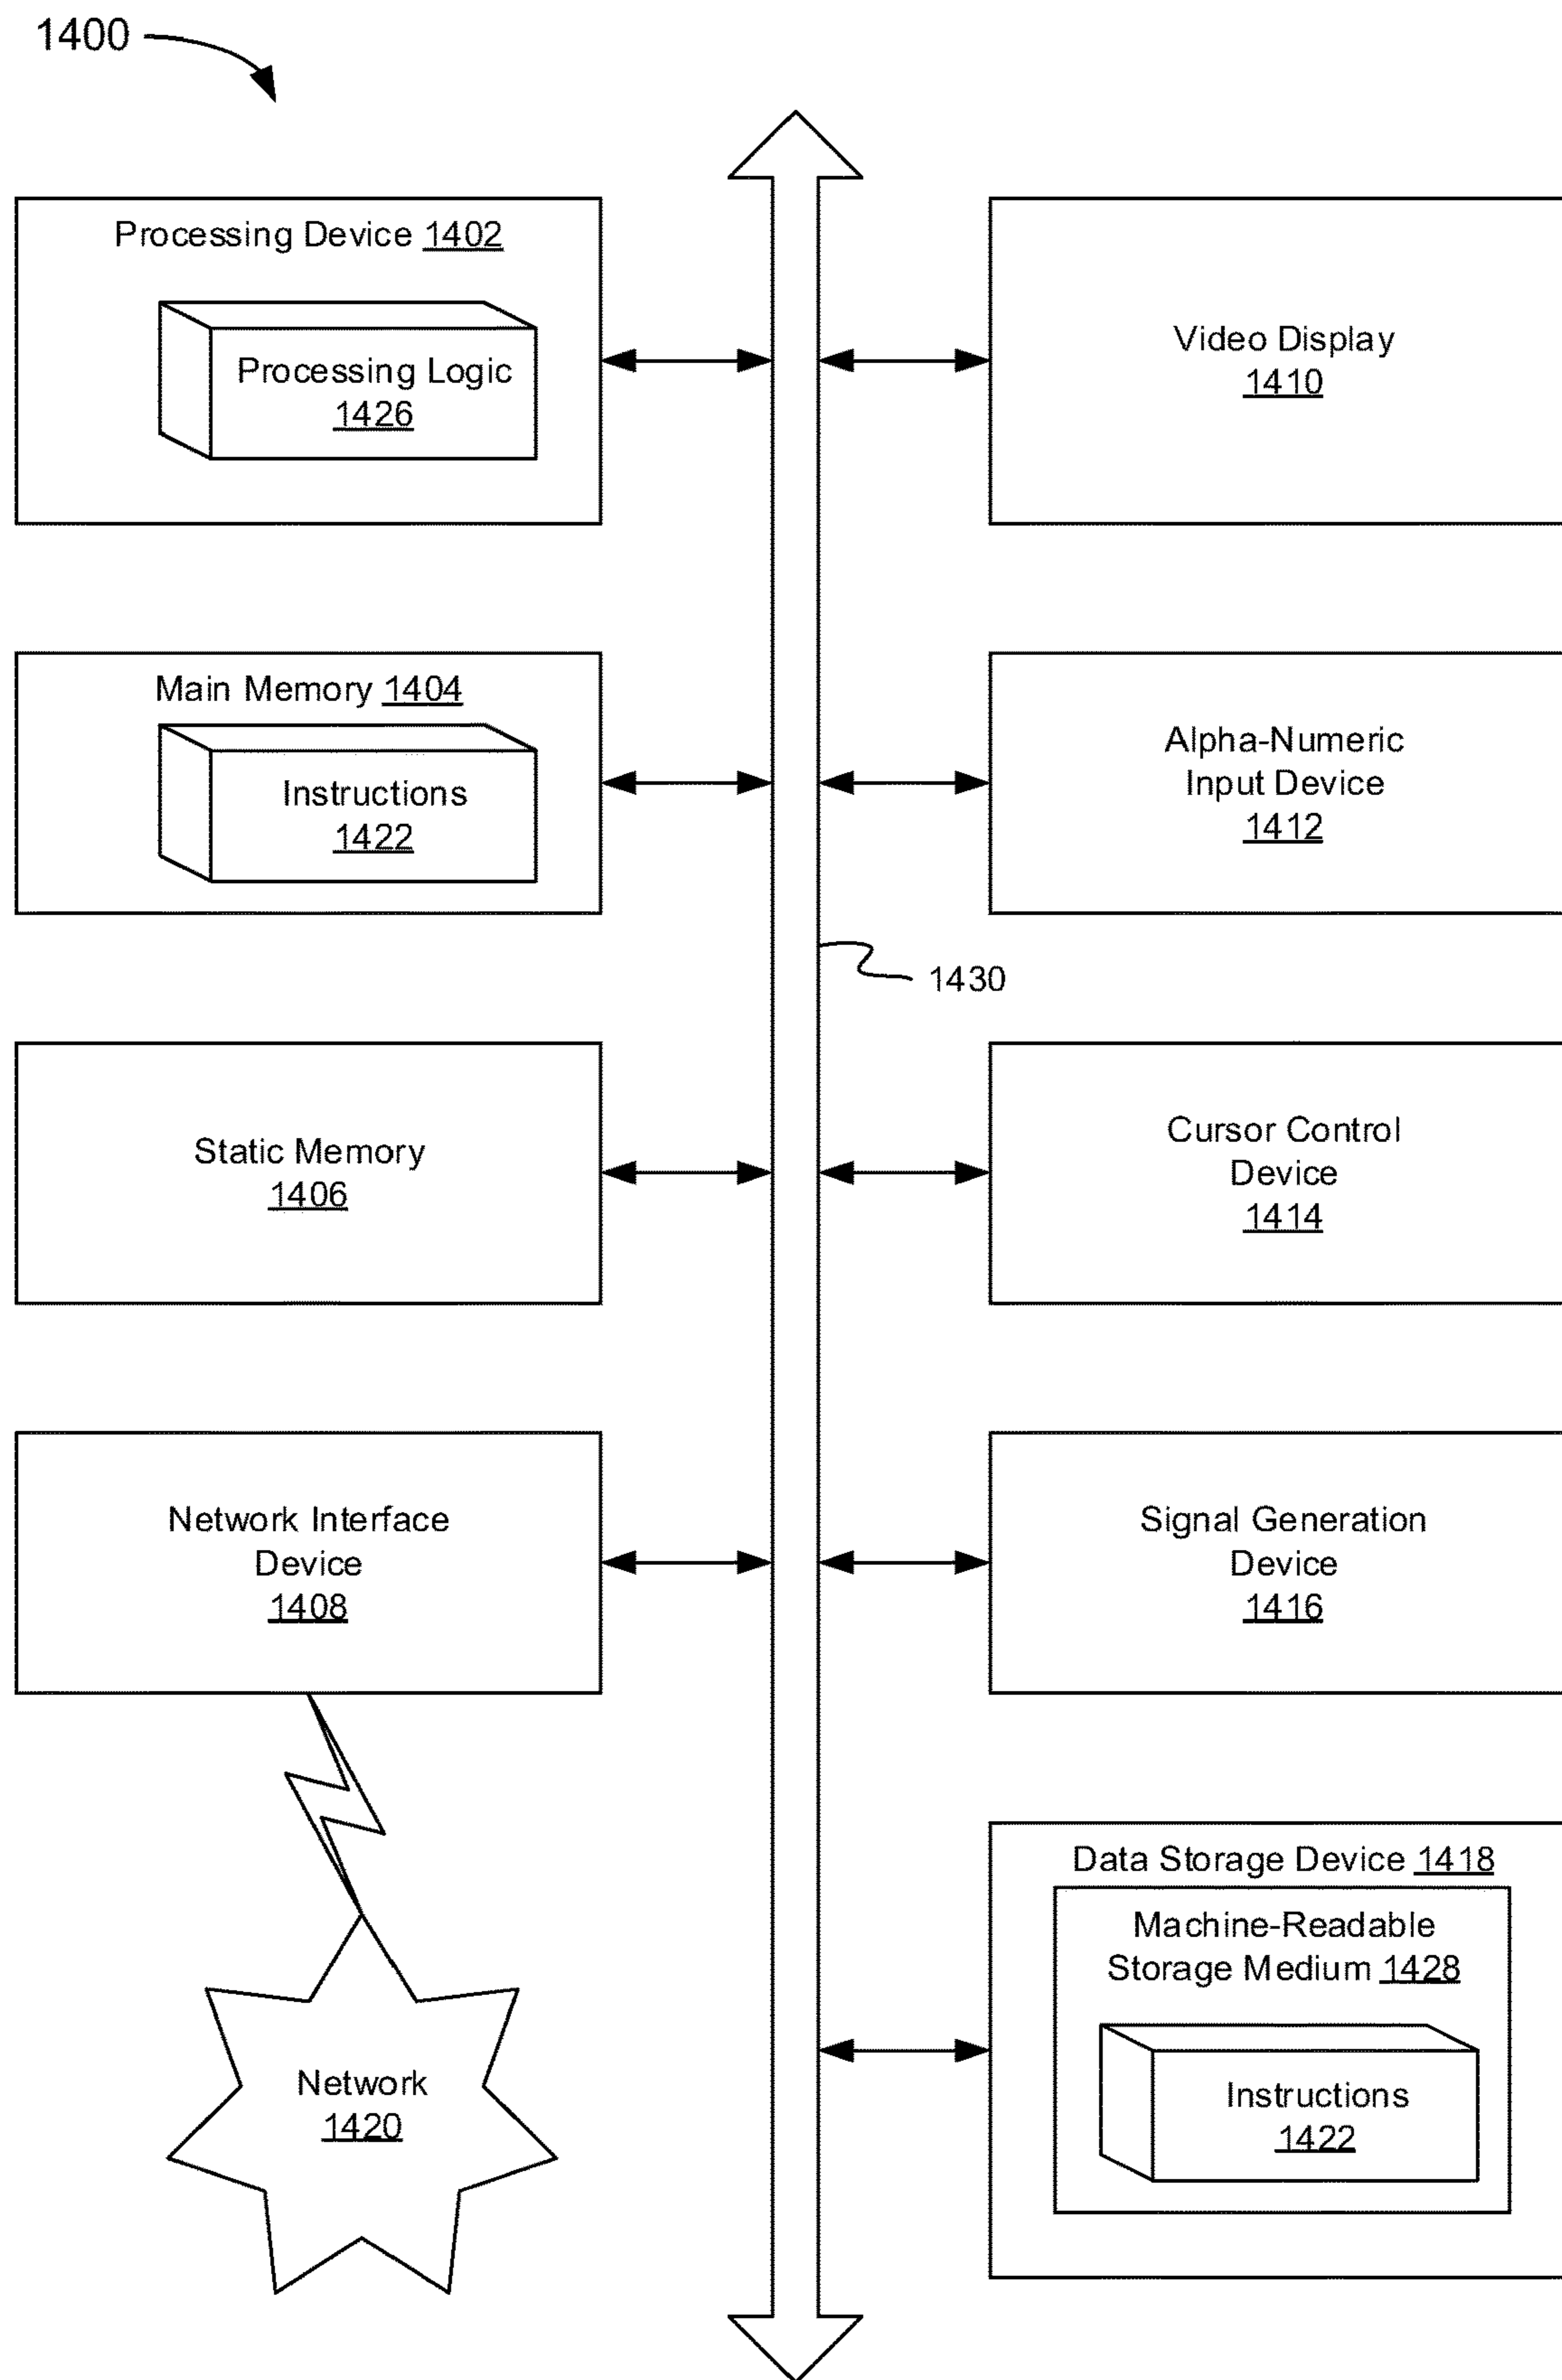 1400
Processing Device 1402
Processing Logic
1426
Main Memory 1404
Instructions
1422
Static Memory
1406
Network Interface
Device
1408
Network
1420
Video Display
1410
Alpha-Numeric
Input Device
1412
1430
Cursor Control
Device
1414
Signal Generation
Device
1416
Data Storage Device 1418
Machine-Readable
Storage Medium 1428
Instructions
1422